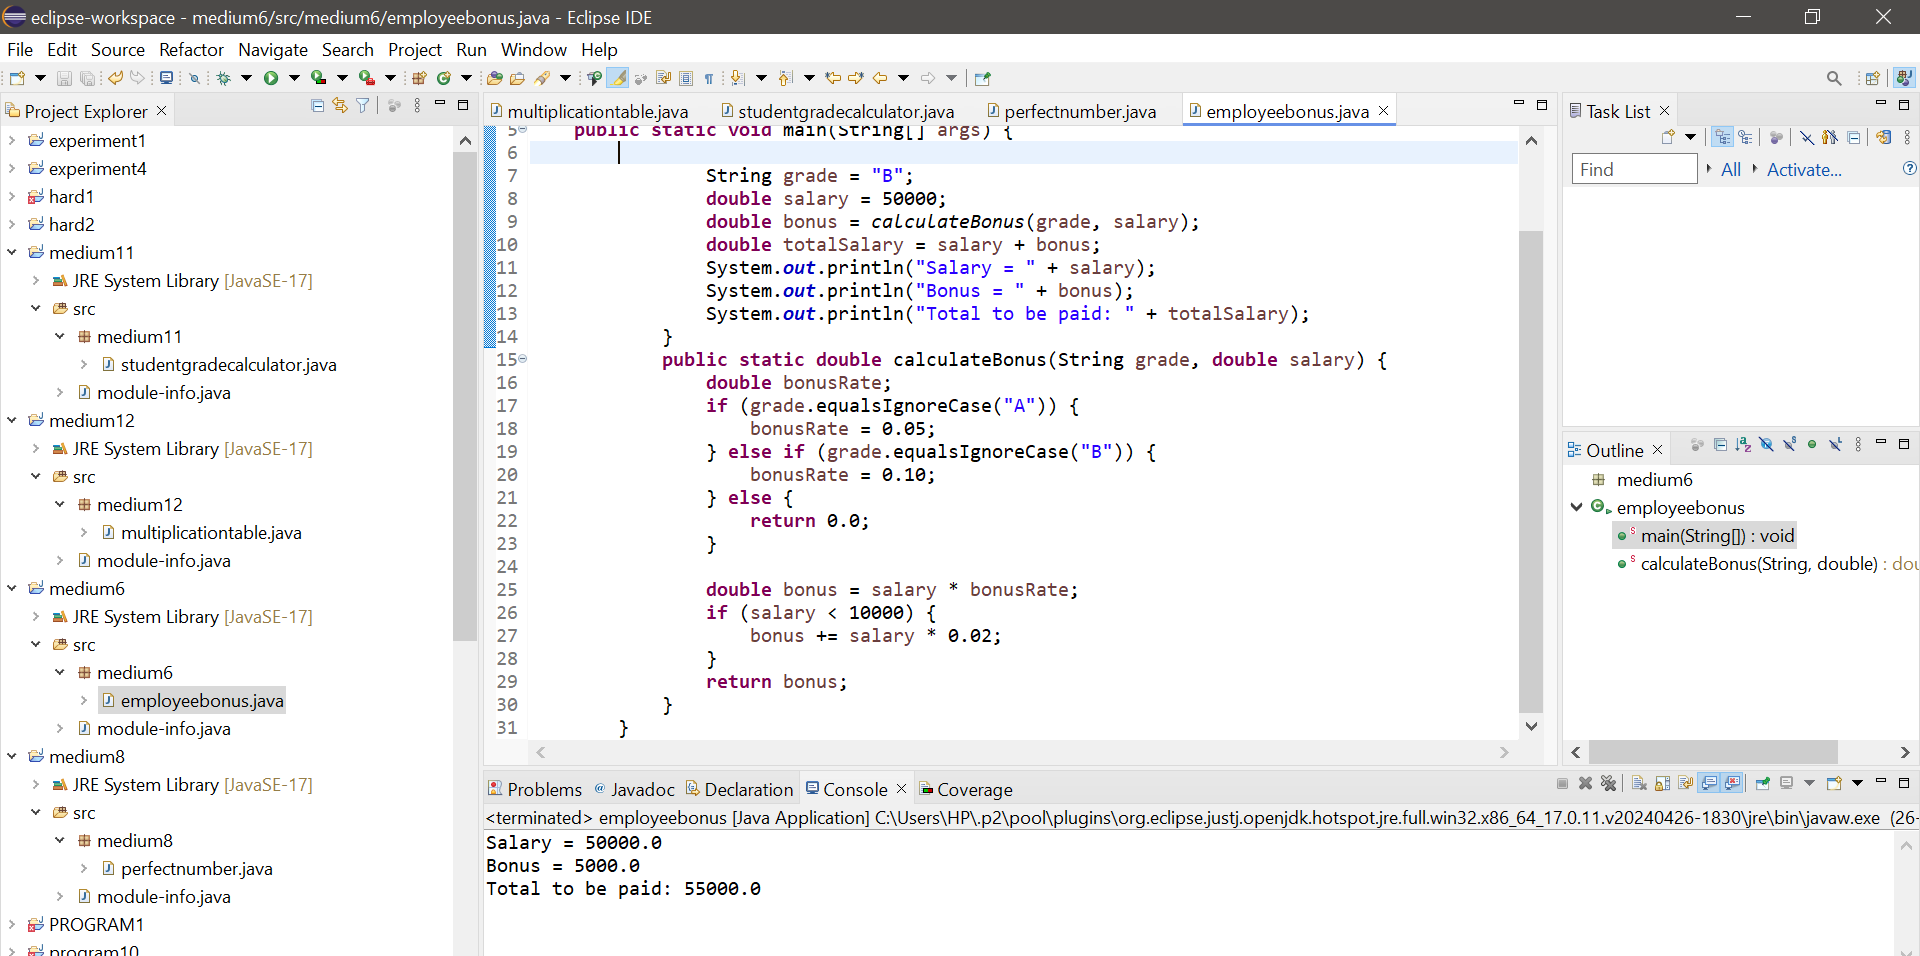 eclipse-workspace - medium6/src/medium6/employeebonus.java - Eclipse IDE
File Edit Source Refactor Navigate Search Project Run Window Help
Project Explorer
experiment1
experiment4
hard1
hard2
medium11
JRE System Library [JavaSE-17]
src
medium11
studentgradecalculator.java
module-info.java
medium12
JRE System Library [JavaSE-17]
src
medium12
multiplicationtable.java
module-info.java
medium6
JRE System Library [JavaSE-17]
src
medium6
employeebonus.java
module-info.java
medium8
JRE System Library [JavaSE-17]
src
medium8
perfectnumber.java
module-info.java
PROGRAM1
program10
multiplicationtable.java studentgradecalculator.java perfectnumber.java employeebonus.java
5 public static void main(String[] args) {
6
7 String grade = "B";
8 double salary = 50000;
9 double bonus = calculateBonus(grade, salary);
10 double totalSalary = salary + bonus;
11 System.out.println("Salary = " + salary);
12 System.out.println("Bonus = " + bonus);
13 System.out.println("Total to be paid: " + totalSalary);
14 }
15 public static double calculateBonus(String grade, double salary) {
16 double bonusRate;
17 if (grade.equalsIgnoreCase("A")) {
18 bonusRate = 0.05;
19 } else if (grade.equalsIgnoreCase("B")) {
20 bonusRate = 0.10;
21 } else {
22 return 0.0;
23 }
24
25 double bonus = salary * bonusRate;
26 if (salary < 10000) {
27 bonus += salary * 0.02;
28 }
29 return bonus;
30 }
31 }
Problems Javadoc Declaration Console Coverage
<terminated> employeebonus [Java Application] C:\Users\HP\.p2\pool\plugins\org.eclipse.justj.openjdk.hotspot.jre.full.win32.x86_64_17.0.11.v20240426-1830\jre\bin\javaw.exe (26-
Salary = 50000.0
Bonus = 5000.0
Total to be paid: 55000.0
Task List
Find All Activate...
Outline
medium6
employeebonus
main(String[]) : void
calculateBonus(String, double) : dou